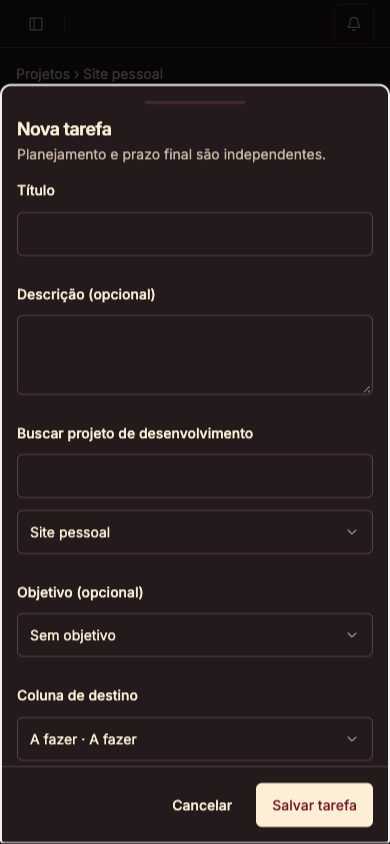 Projetos › Site pessoal
Nova tarefa
Planejamento e prazo final são independentes.
Título
Descrição (opcional)
Buscar projeto de desenvolvimento
Site pessoal
Objetivo (opcional)
Sem objetivo
Coluna de destino
A fazer · A fazer
Cancelar
Salvar tarefa